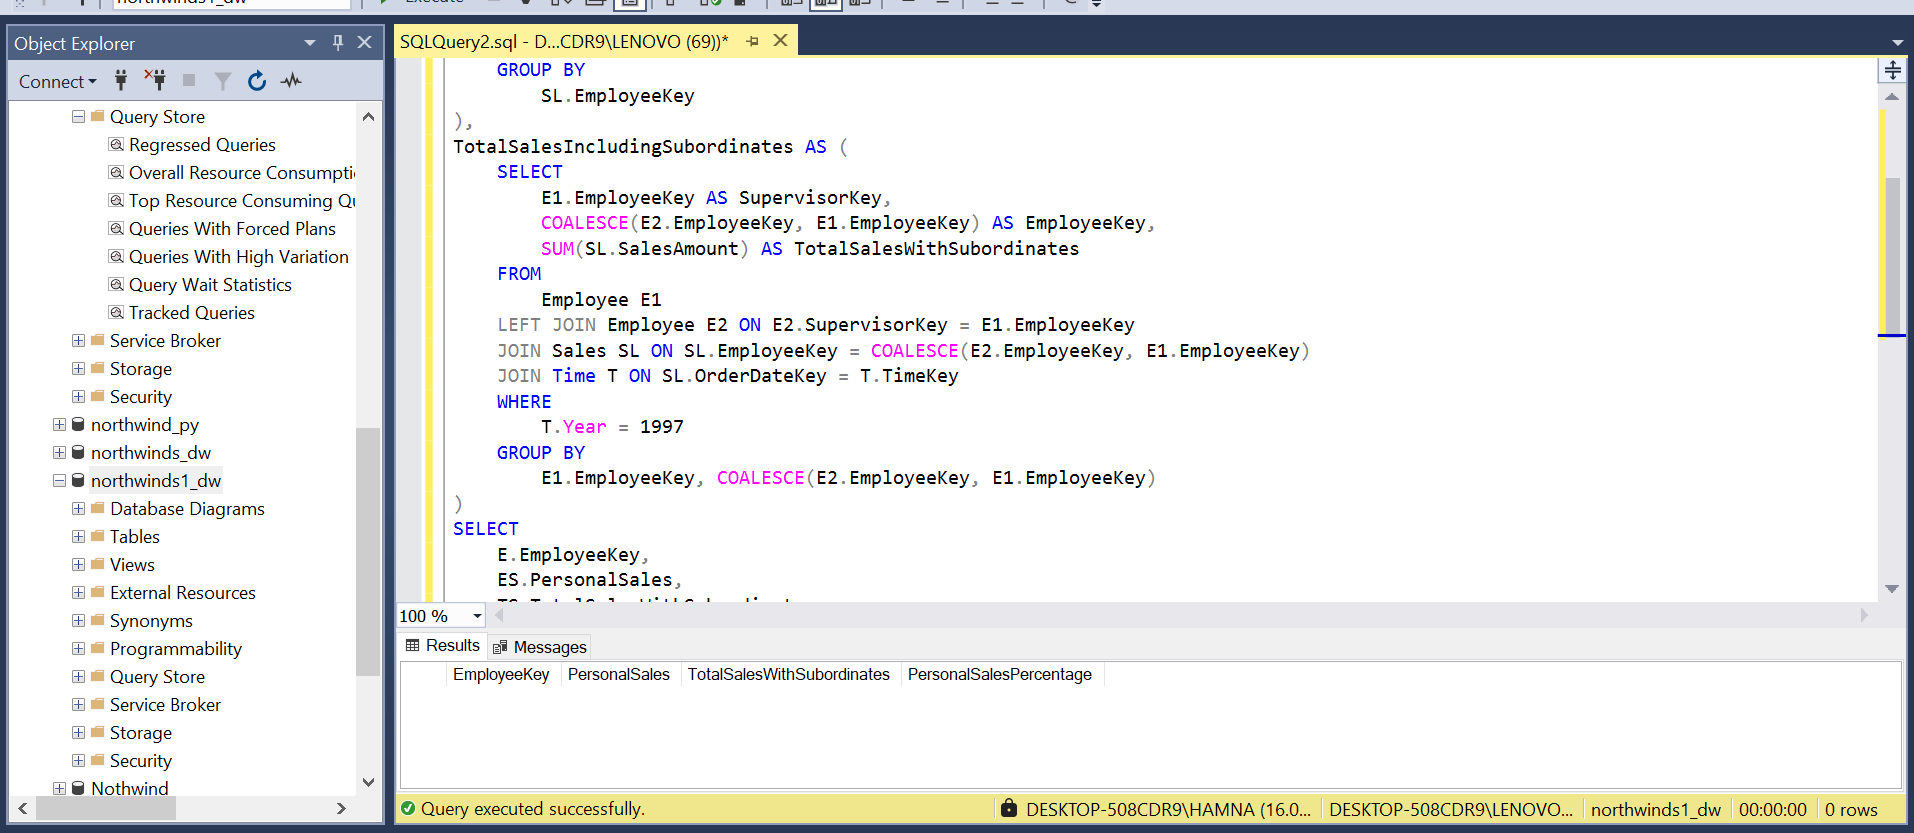 northwinds1_dw
Execute
Object Explorer
Connect
Query Store
Regressed Queries
Overall Resource Consumpti
Top Resource Consuming Qu
Queries With Forced Plans
Queries With High Variation
Query Wait Statistics
Tracked Queries
Service Broker
Storage
Security
northwind_py
northwinds_dw
northwinds1_dw
Database Diagrams
Tables
Views
External Resources
Synonyms
Programmability
Query Store
Service Broker
Storage
Security
Nothwind
SQLQuery2.sql - D...CDR9\LENOVO (69))*
GROUP BY
SL.EmployeeKey
),
TotalSalesIncludingSubordinates AS (
SELECT
E1.EmployeeKey AS SupervisorKey,
COALESCE(E2.EmployeeKey, E1.EmployeeKey) AS EmployeeKey,
SUM(SL.SalesAmount) AS TotalSalesWithSubordinates
FROM
Employee E1
LEFT JOIN Employee E2 ON E2.SupervisorKey = E1.EmployeeKey
JOIN Sales SL ON SL.EmployeeKey = COALESCE(E2.EmployeeKey, E1.EmployeeKey)
JOIN Time T ON SL.OrderDateKey = T.TimeKey
WHERE
T.Year = 1997
GROUP BY
E1.EmployeeKey, COALESCE(E2.EmployeeKey, E1.EmployeeKey)
)
SELECT
E.EmployeeKey,
ES.PersonalSales,
100 %
Results Messages
EmployeeKey PersonalSales TotalSalesWithSubordinates PersonalSalesPercentage
Query executed successfully. DESKTOP-508CDR9\HAMNA (16.0... DESKTOP-508CDR9\LENOVO... northwinds1_dw 00:00:00 0 rows